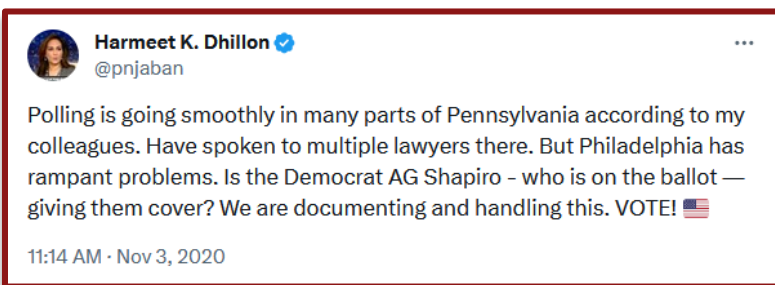 Harmeet K. Dhillon
@pnjaban
Polling is going smoothly in many parts of Pennsylvania according to my
colleagues. Have spoken to multiple lawyers there. But Philadelphia has
rampant problems. Is the Democrat AG Shapiro - who is on the ballot —
giving them cover? We are documenting and handling this. VOTE! 🇺🇸
11:14 AM · Nov 3, 2020